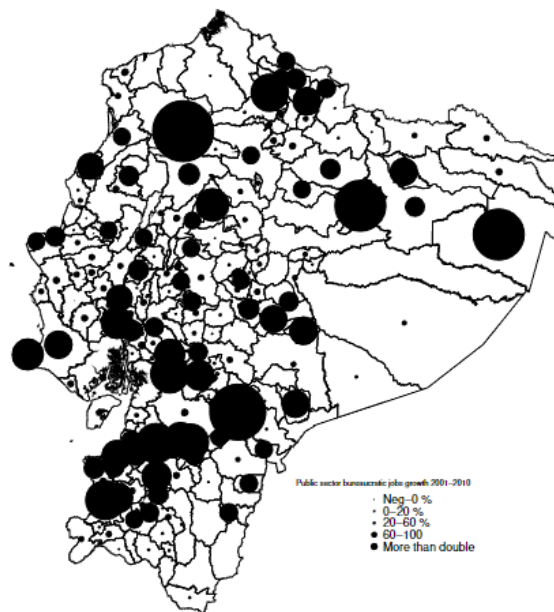 Public sector bureaucratic jobs growth 2001–2010
Neg–0 %
0–20 %
20–60 %
60–100
More than double